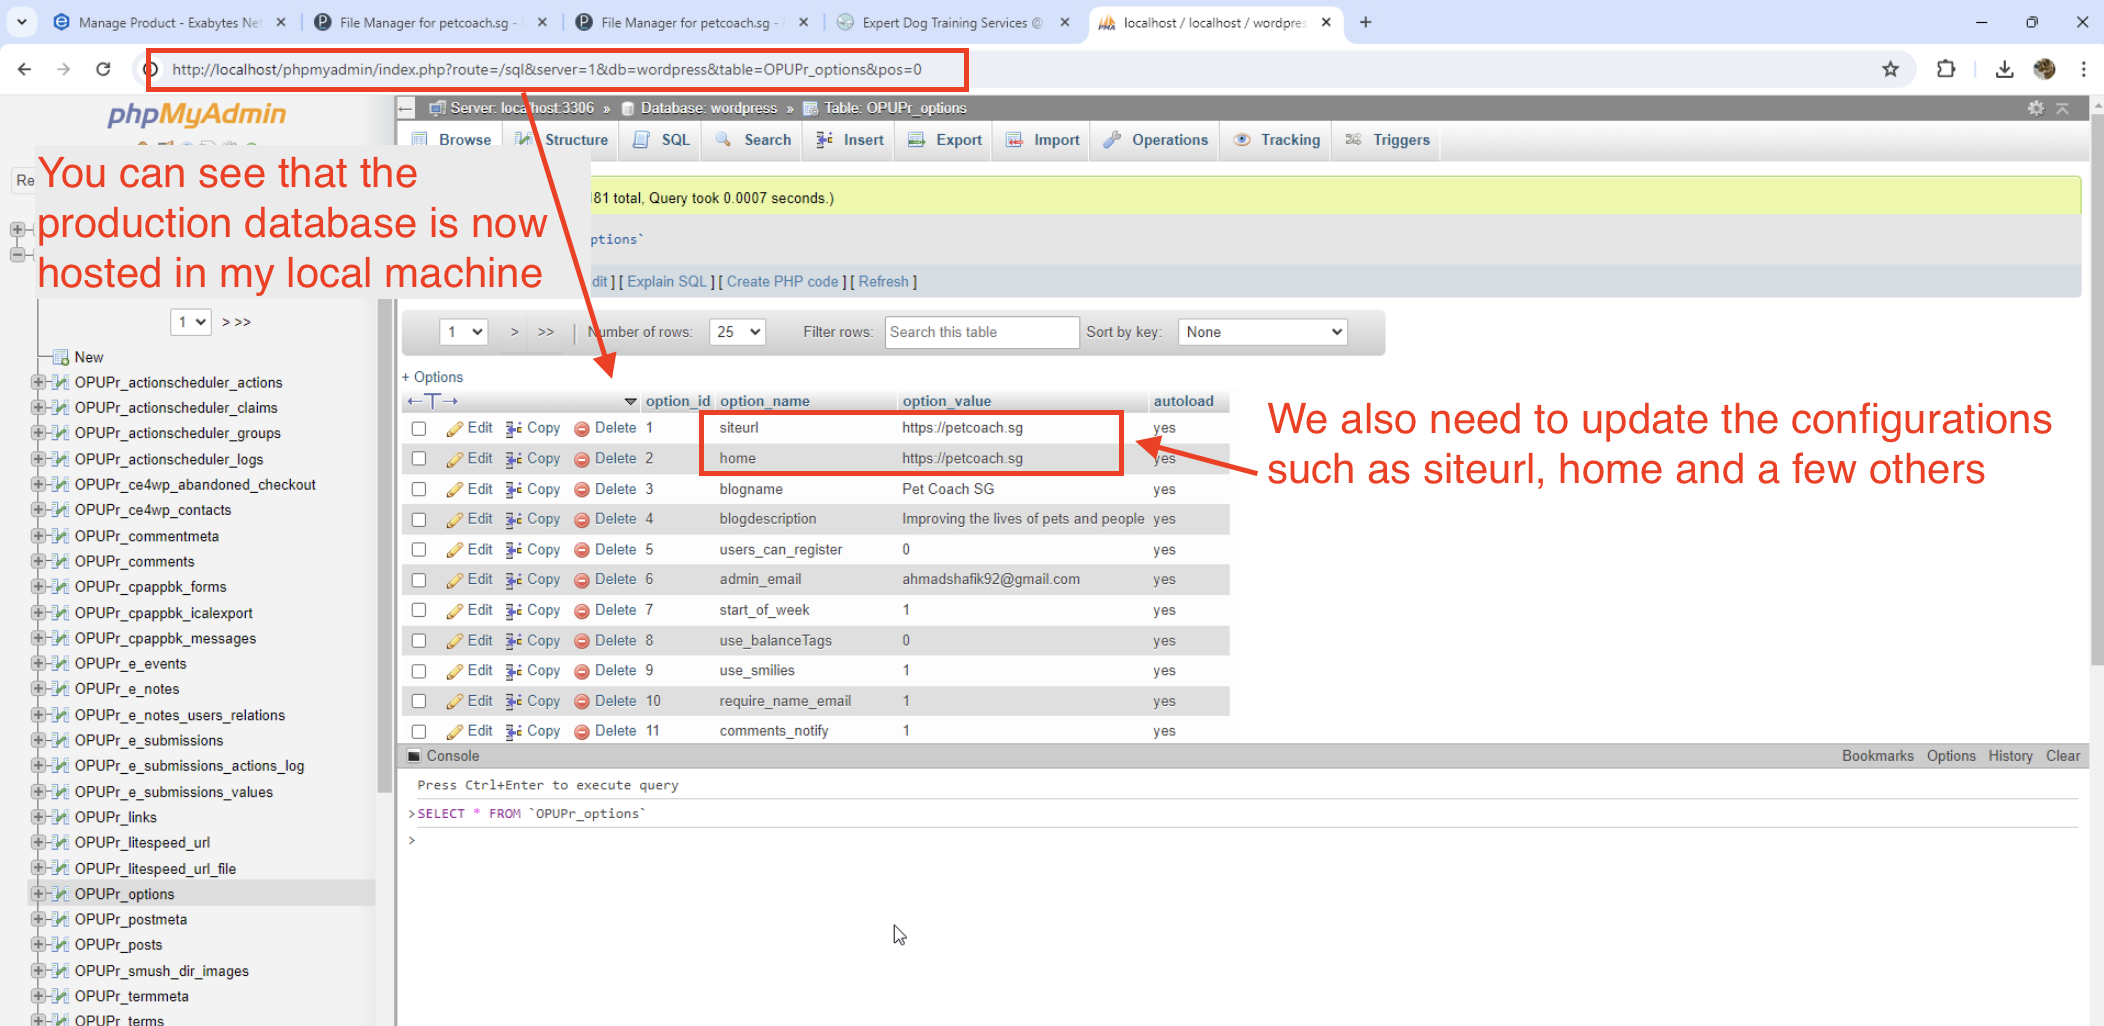 Manage Product - Exabytes Net
File Manager for petcoach.sg -
File Manager for petcoach.sg -
Expert Dog Training Services @
localhost / localhost / wordpres
http://localhost/phpmyadmin/index.php?route=/sql&server=1&db=wordpress&table=OPUPr_options&pos=0
phpMyAdmin
Server: localhost:3306 » Database: wordpress » Table: OPUPr_options
Browse Structure SQL Search Insert Export Import Operations Tracking Triggers
Re
You can see that the
production database is now
hosted in my local machine
181 total, Query took 0.0007 seconds.)
ptions`
dit ] [ Explain SQL ] [ Create PHP code ] [ Refresh ]
1 > >>
1 > >> Number of rows: 25 Filter rows: Search this table Sort by key: None
+ Options
←T→ option_id option_name option_value autoload
Edit Copy Delete 1 siteurl https://petcoach.sg yes
Edit Copy Delete 2 home https://petcoach.sg yes
Edit Copy Delete 3 blogname Pet Coach SG yes
Edit Copy Delete 4 blogdescription Improving the lives of pets and people yes
Edit Copy Delete 5 users_can_register 0 yes
Edit Copy Delete 6 admin_email ahmadshafik92@gmail.com yes
Edit Copy Delete 7 start_of_week 1 yes
Edit Copy Delete 8 use_balanceTags 0 yes
Edit Copy Delete 9 use_smilies 1 yes
Edit Copy Delete 10 require_name_email 1 yes
Edit Copy Delete 11 comments_notify 1 yes
We also need to update the configurations
such as siteurl, home and a few others
New
OPUPr_actionscheduler_actions
OPUPr_actionscheduler_claims
OPUPr_actionscheduler_groups
OPUPr_actionscheduler_logs
OPUPr_ce4wp_abandoned_checkout
OPUPr_ce4wp_contacts
OPUPr_commentmeta
OPUPr_comments
OPUPr_cpappbk_forms
OPUPr_cpappbk_icalexport
OPUPr_cpappbk_messages
OPUPr_e_events
OPUPr_e_notes
OPUPr_e_notes_users_relations
OPUPr_e_submissions
OPUPr_e_submissions_actions_log
OPUPr_e_submissions_values
OPUPr_links
OPUPr_litespeed_url
OPUPr_litespeed_url_file
OPUPr_options
OPUPr_postmeta
OPUPr_posts
OPUPr_smush_dir_images
OPUPr_termmeta
OPUPr_terms
Console Bookmarks Options History Clear
Press Ctrl+Enter to execute query
>SELECT * FROM `OPUPr_options`
>